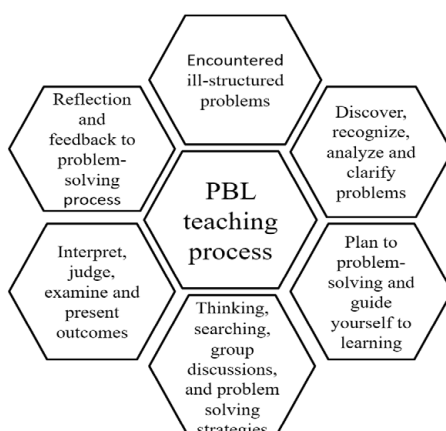 Encountered
ill-structured
problems
Discover,
recognize,
analyze and
clarify
problems
Plan to
problem-
solving and
guide
yourself to
learning
Thinking,
searching,
group
discussions,
and problem
solving
strategies
Interpret,
judge,
examine and
present
outcomes
Reflection
and
feedback to
problem-
solving
process
PBL
teaching
process